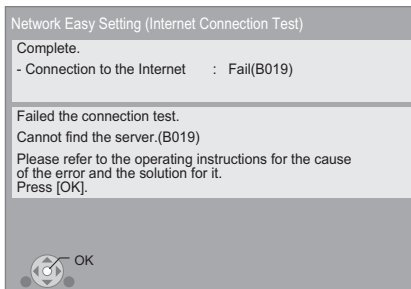 Network Easy Setting (Internet Connection Test)
Complete.
- Connection to the Internet : Fail(B019)
Failed the connection test.
Cannot find the server.(B019)
Please refer to the operating instructions for the cause
of the error and the solution for it.
Press [OK].
OK